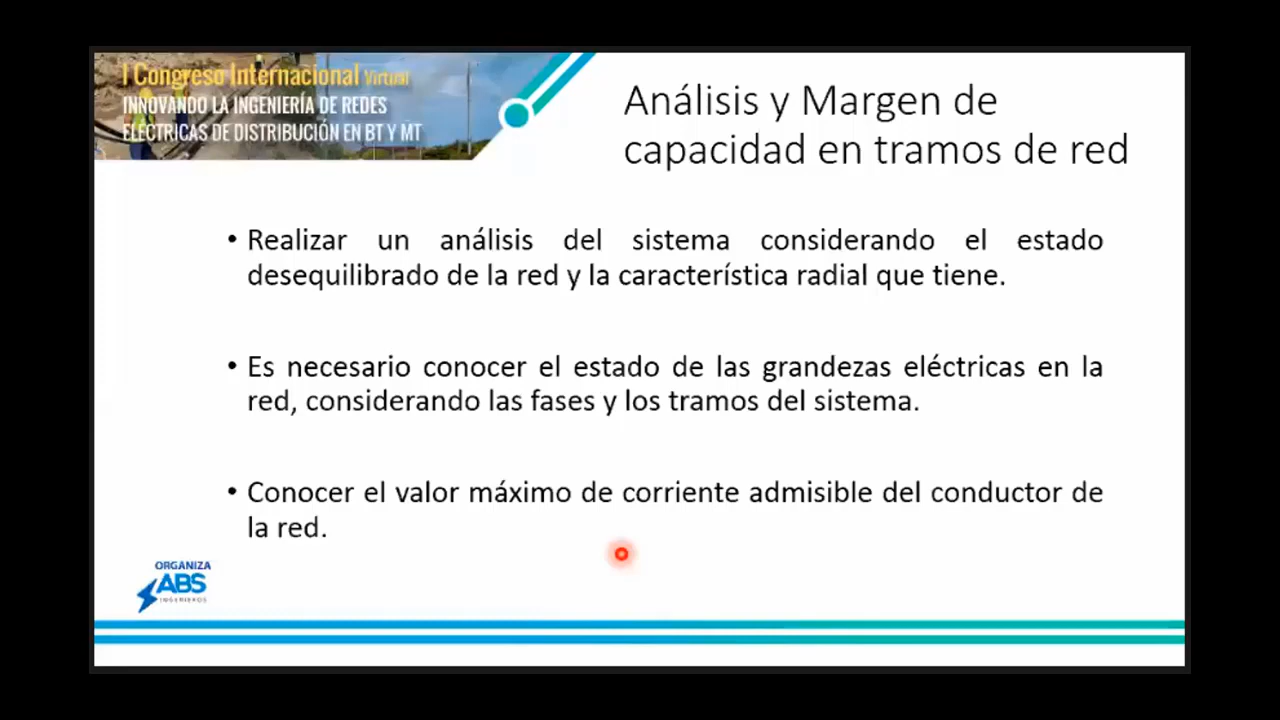 I Congreso Internacional Virtual
INNOVANDO LA INGENIERÍA DE REDES
ELÉCTRICAS DE DISTRIBUCIÓN EN BT Y MT
Análisis y Margen de
capacidad en tramos de red
• Realizar un análisis del sistema considerando el estado
desequilibrado de la red y la característica radial que tiene.
• Es necesario conocer el estado de las grandezas eléctricas en la
red, considerando las fases y los tramos del sistema.
• Conocer el valor máximo de corriente admisible del conductor de
la red.
ORGANIZA
ABS
INGENIEROS